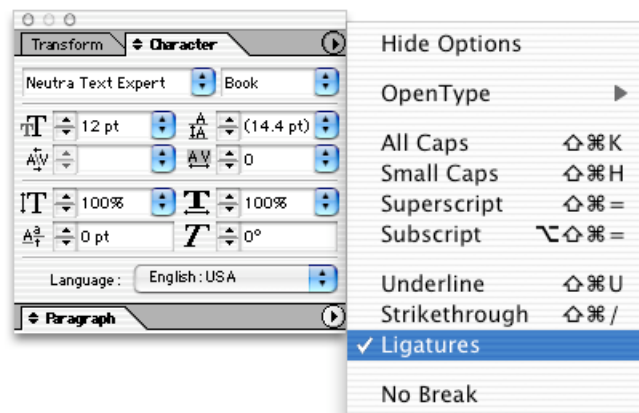 Transform
Character
Neutra Text Expert
Book
12 pt
(14.4 pt)
0
100%
100%
0 pt
0°
Language: English: USA
Paragraph
Hide Options
OpenType
All Caps ⇧⌘K
Small Caps ⇧⌘H
Superscript ⇧⌘=
Subscript ⌥⇧⌘=
Underline ⇧⌘U
Strikethrough ⇧⌘/
✓ Ligatures
No Break